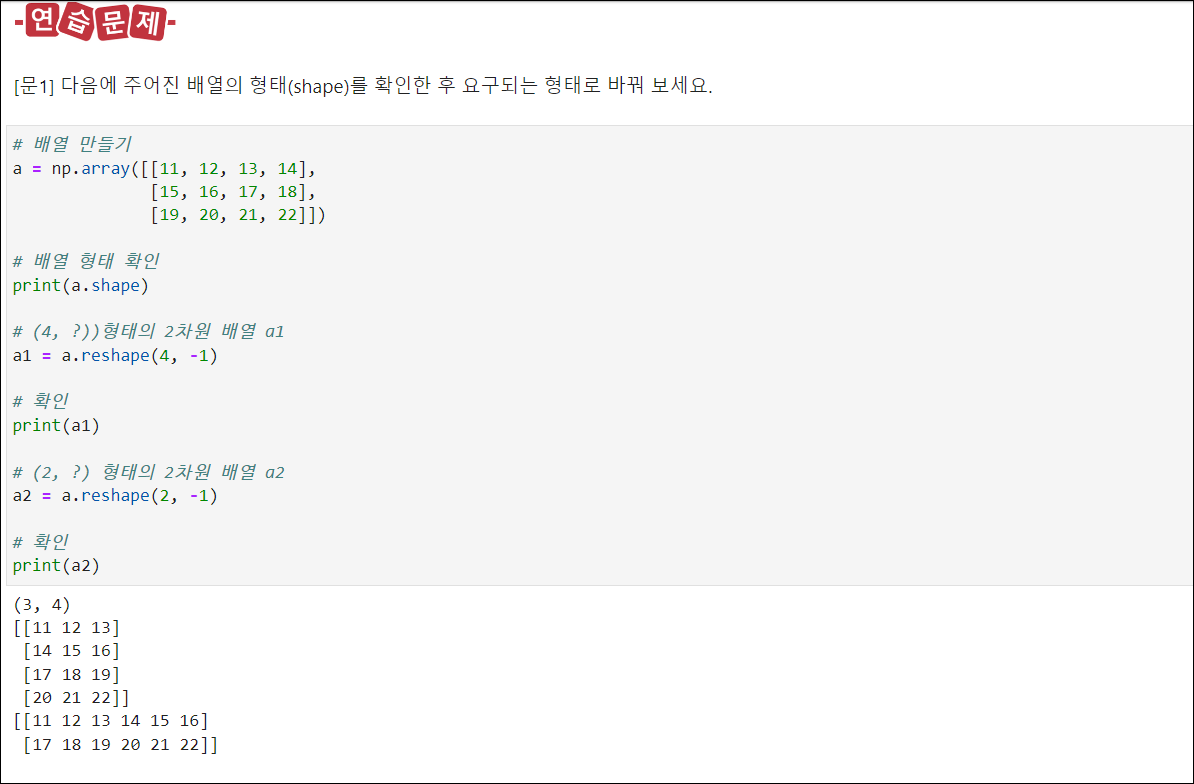 -연습문제-
[문1] 다음에 주어진 배열의 형태(shape)를 확인한 후 요구되는 형태로 바꿔 보세요.
# 배열 만들기
a = np.array([[11, 12, 13, 14],
              [15, 16, 17, 18],
              [19, 20, 21, 22]])
# 배열 형태 확인
print(a.shape)
# (4, ?))형태의 2차원 배열 a1
a1 = a.reshape(4, -1)
# 확인
print(a1)
# (2, ?) 형태의 2차원 배열 a2
a2 = a.reshape(2, -1)
# 확인
print(a2)
(3, 4)
[[11 12 13]
 [14 15 16]
 [17 18 19]
 [20 21 22]]
[[11 12 13 14 15 16]
 [17 18 19 20 21 22]]